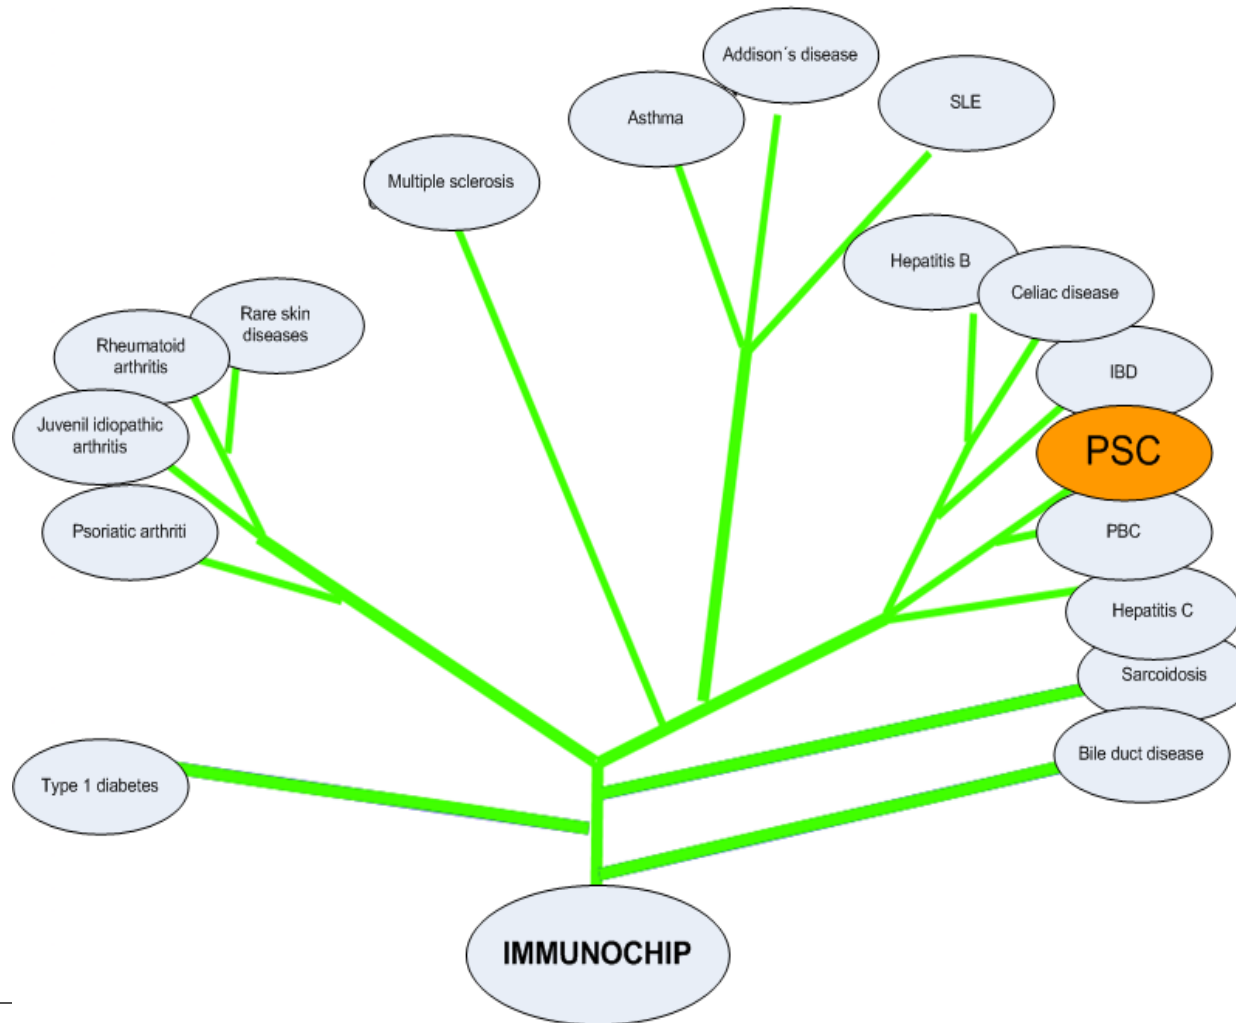 Addison´s disease
Asthma
SLE
Multiple sclerosis
Hepatitis B
Celiac disease
Rare skin
diseases
Rheumatoid
arthritis
IBD
Juvenil idiopathic
arthritis
PSC
Psoriatic arthriti
PBC
Hepatitis C
Sarcoidosis
Bile duct disease
Type 1 diabetes
IMMUNOCHIP